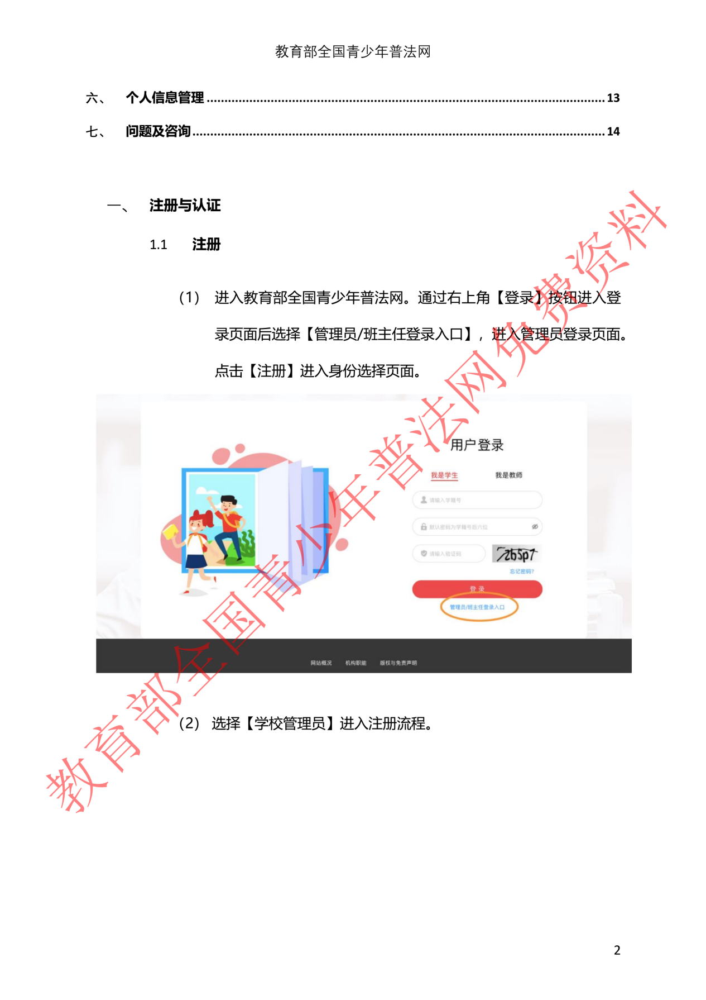 教育部全国青少年普法网
六、 个人信息管理 13
七、 问题及咨询 14
一、 注册与认证
1.1 注册
（1） 进入教育部全国青少年普法网。通过右上角【登录】按钮进入登
录页面后选择【管理员/班主任登录入口】，进入管理员登录页面。
点击【注册】进入身份选择页面。
用户登录
我是学生 我是教师
请输入学籍号
默认密码为学籍号后六位
请输入验证码 7265p7
忘记密码?
登 录
管理员/班主任登录入口
网站概况 机构职能 版权与免责声明
（2） 选择【学校管理员】进入注册流程。
教育部全国青少年普法网免费资料
2